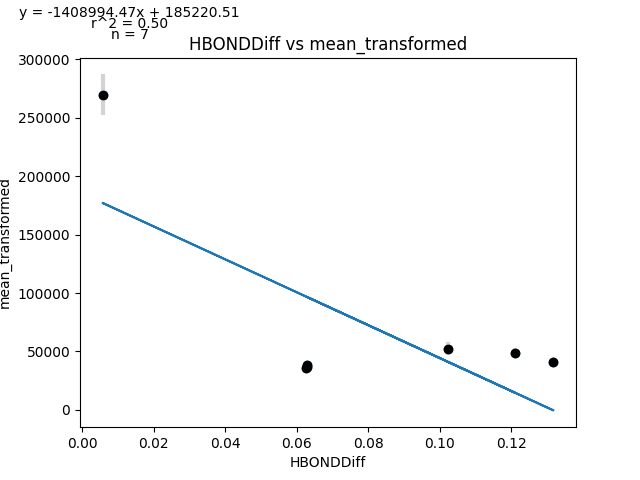 y = -1408994.47x + 185220.51
r^2 = 0.50
n = 7
HBONDDiff vs mean_transformed
300000
250000
200000
150000
100000
50000
0
mean_transformed
0.00 0.02 0.04 0.06 0.08 0.10 0.12
HBONDDiff